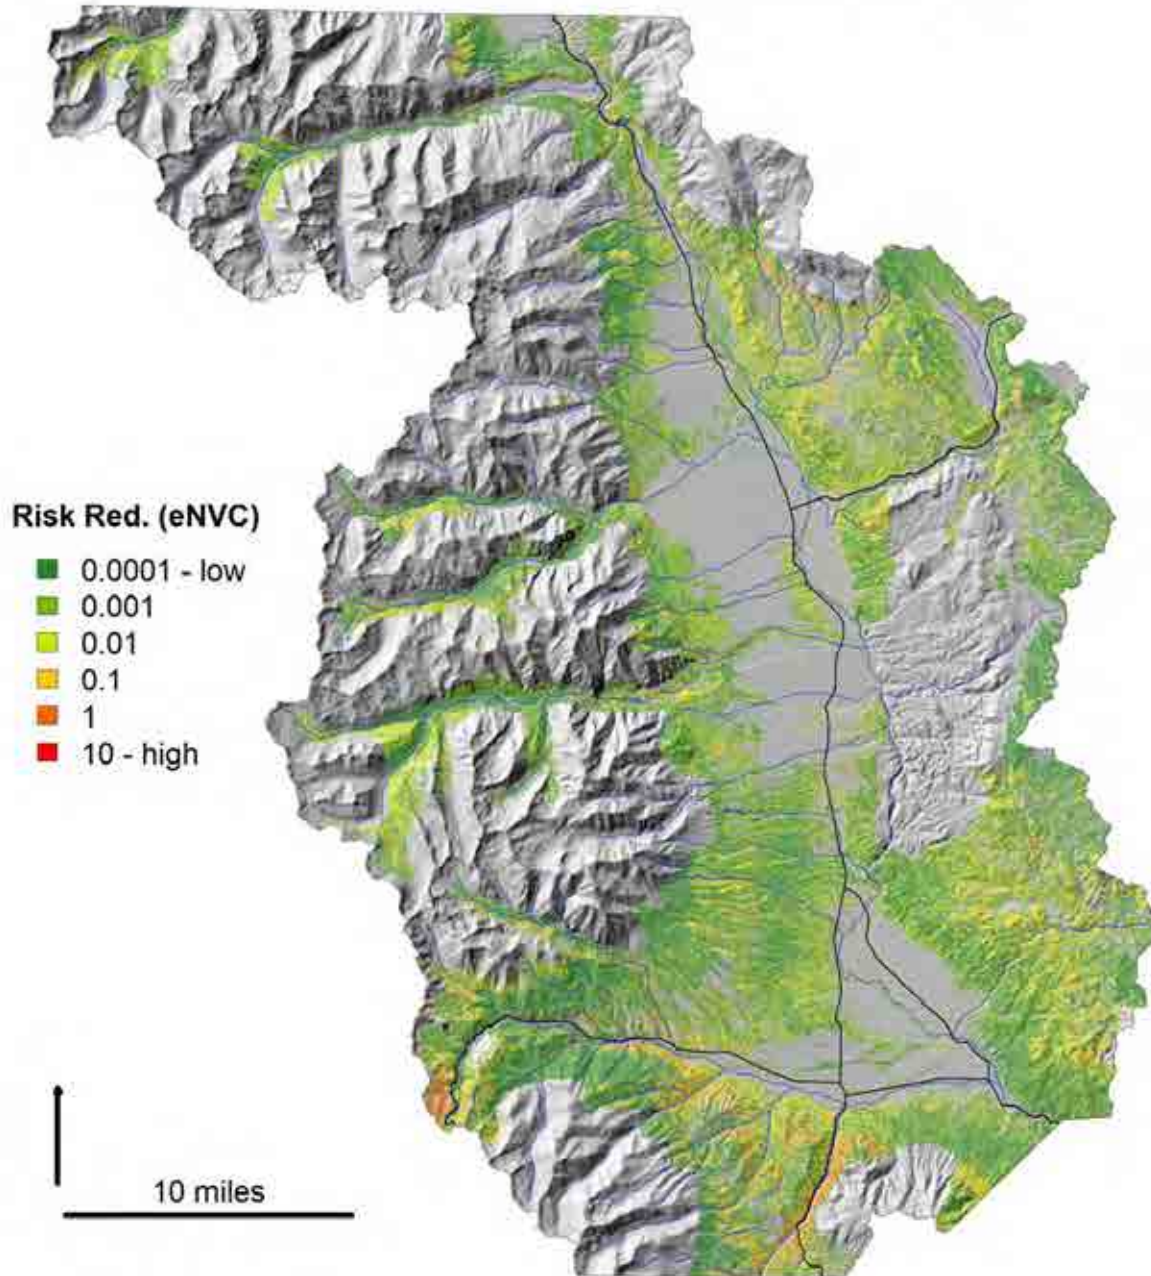 Risk Red. (eNVC)
0.0001 - low
0.001
0.01
0.1
1
10 - high
10 miles